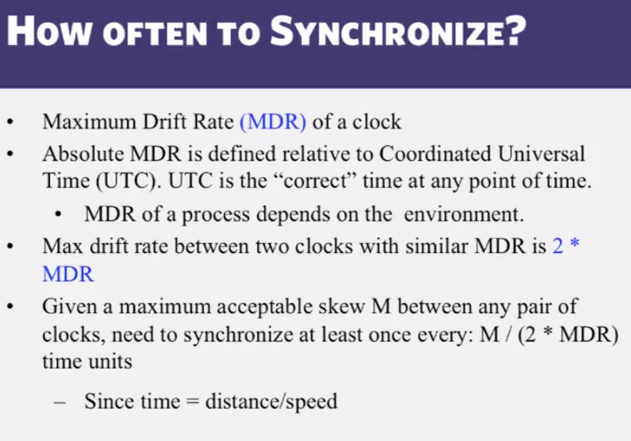 HOW OFTEN TO SYNCHRONIZE?
• Maximum Drift Rate (MDR) of a clock
• Absolute MDR is defined relative to Coordinated Universal
Time (UTC). UTC is the “correct” time at any point of time.
• MDR of a process depends on the environment.
• Max drift rate between two clocks with similar MDR is 2 *
MDR
• Given a maximum acceptable skew M between any pair of
clocks, need to synchronize at least once every: M / (2 * MDR)
time units
– Since time = distance/speed